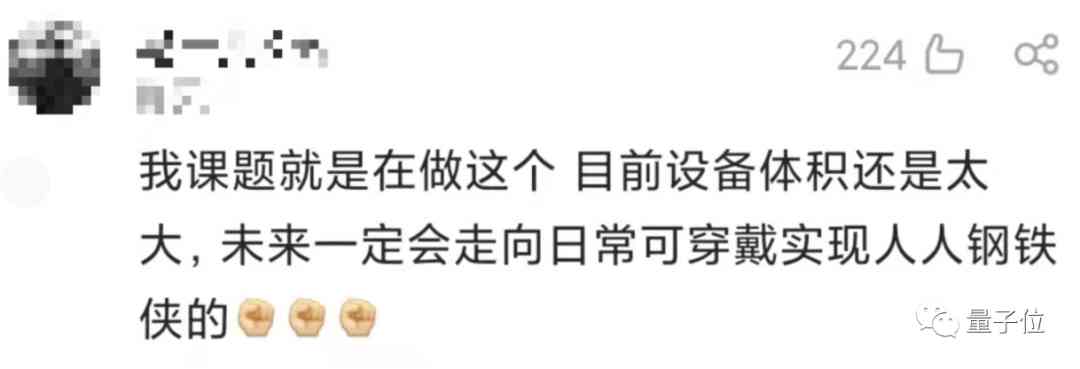 224
我课题就是在做这个 目前设备体积还是太
大，未来一定会走向日常可穿戴实现人人钢铁
侠的✊✊✊
量子位